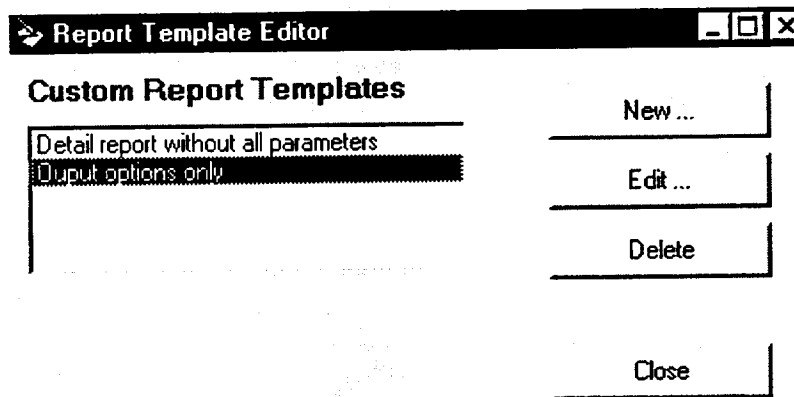 Report Template Editor
Custom Report Templates
Detail report without all parameters
Ouput options only
New ...
Edit ...
Delete
Close